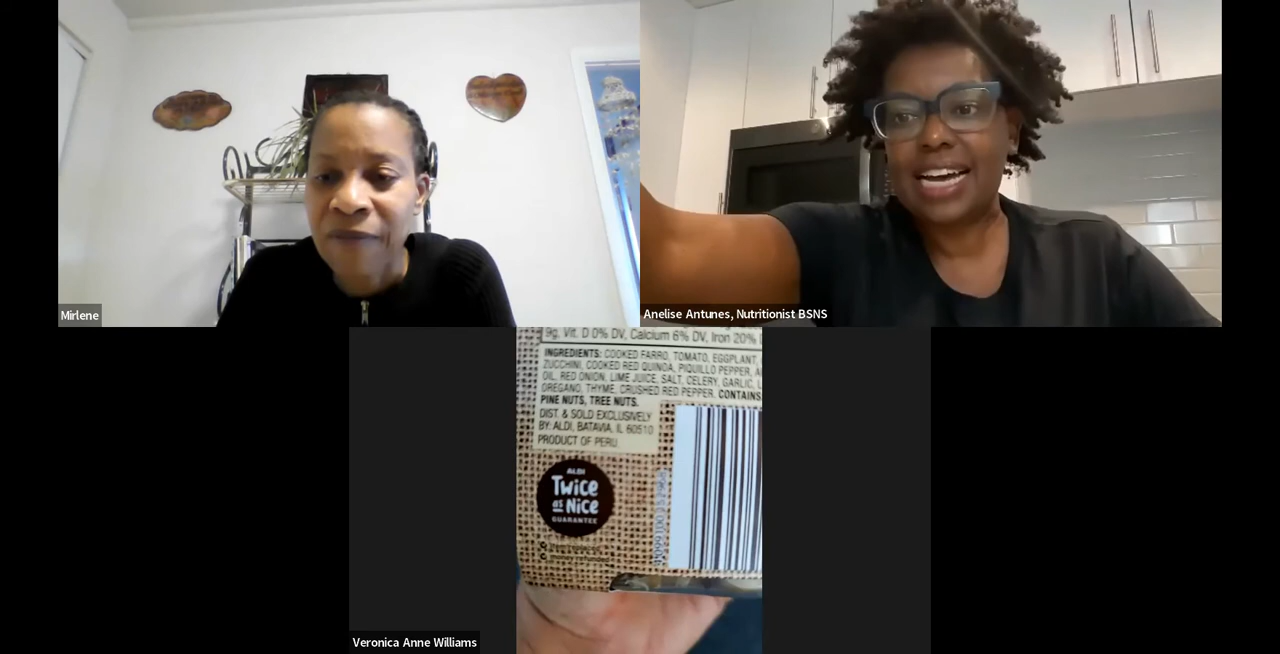 Mirlene
Anelise Antunes, Nutritionist BSNS
9g. Vit. D 0% DV, Calcium 6% DV, Iron 20%
INGREDIENTS: COOKED FARRO, TOMATO, EGGPLANT,
ZUCCHINI, COOKED RED QUINOA, PIQUILLO PEPPER,
OIL, RED ONION, LIME JUICE, SALT, CELERY, GARLIC,
OREGANO, THYME, CRUSHED RED PEPPER. CONTAINS
PINE NUTS, TREE NUTS.
DIST. & SOLD EXCLUSIVELY
BY: ALDI, BATAVIA, IL 60510
PRODUCT OF PERU
ALDI
Twice
as Nice
GUARANTEE
money refunded
Veronica Anne Williams